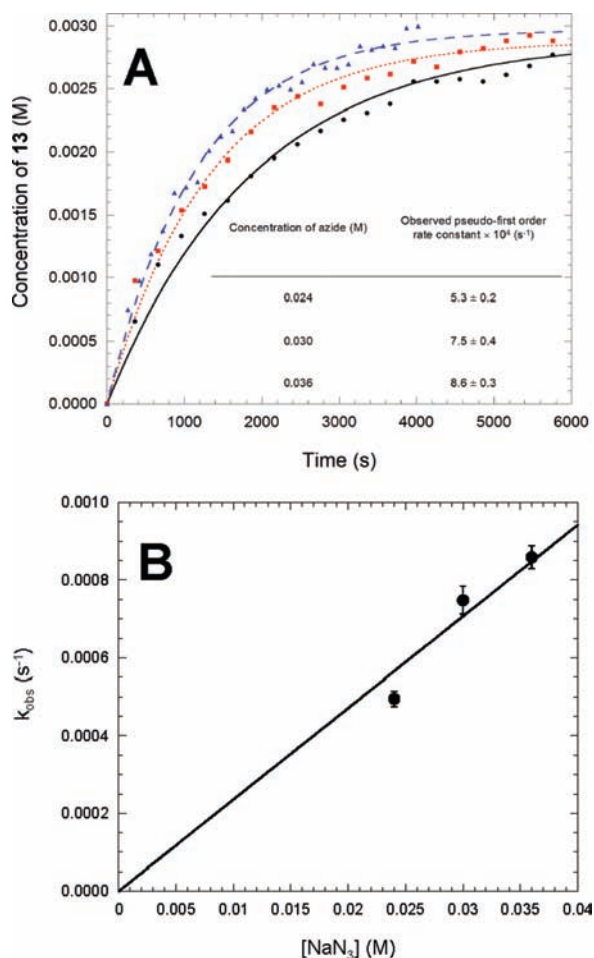 A
Concentration of 13 (M)
0.0030
0.0025
0.0020
0.0015
0.0010
0.0005
0.0000
Concentration of azide (M) Observed pseudo-first order
rate constant × 10⁴ (s⁻¹)
0.024 5.3 ± 0.2
0.030 7.5 ± 0.4
0.036 8.6 ± 0.3
0 1000 2000 3000 4000 5000 6000
Time (s)
B
kobs (s⁻¹)
0.0010
0.0008
0.0006
0.0004
0.0002
0.0000
0 0.005 0.01 0.015 0.02 0.025 0.03 0.035 0.04
[NaN₃] (M)